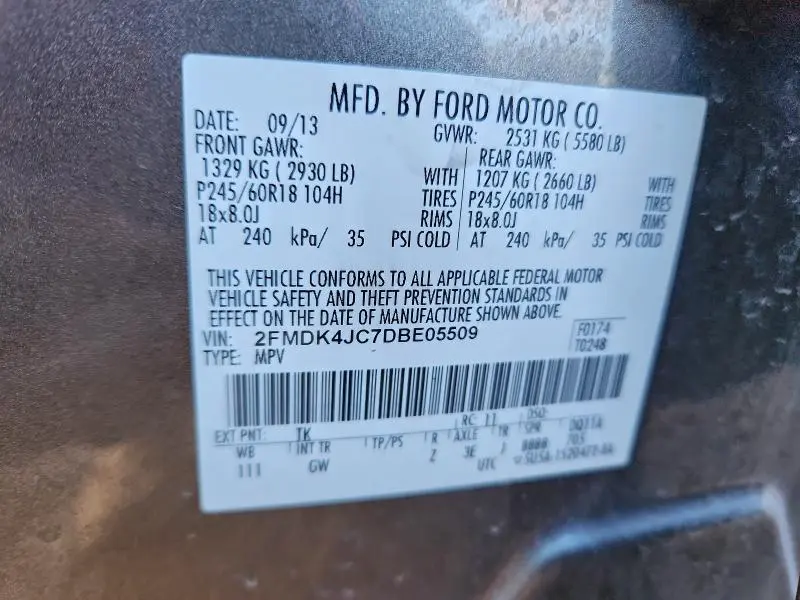 MFD. BY FORD MOTOR CO.
DATE: 09/13 GVWR: 2531 KG ( 5580 LB)
FRONT GAWR: REAR GAWR:
1329 KG ( 2930 LB) WITH 1207 KG ( 2660 LB) WITH
P245/60R18 104H TIRES P245/60R18 104H TIRES
18x8.0J RIMS 18x8.0J RIMS
AT 240 kPa/ 35 PSI COLD AT 240 kPa/ 35 PSI COLD
THIS VEHICLE CONFORMS TO ALL APPLICABLE FEDERAL MOTOR
VEHICLE SAFETY AND THEFT PREVENTION STANDARDS IN
EFFECT ON THE DATE OF MANUFACTURE SHOWN ABOVE.
VIN: 2FMDK4JC7DBE05509 F0174
TYPE: MPV T0248
EXT PNT: TK RC: 11 DSO:
WB INT TR TP/PS R AXLE TR SPR
111 GW Z 3E
UTC